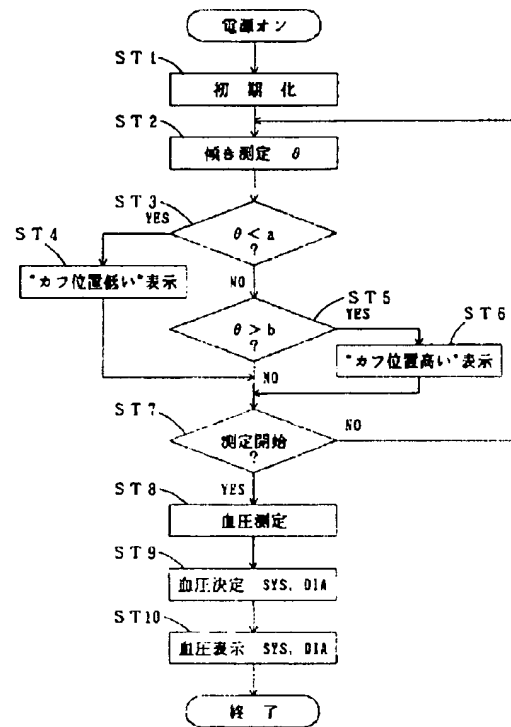 電源オン
ST1
初期化
ST2
傾き測定 θ
ST3
YES
θ<a
?
ST4
"カフ位置低い"表示
NO
ST5
YES
θ>b
?
ST6
"カフ位置高い"表示
NO
ST7
測定開始
?
NO
YES
ST8
血圧測定
ST9
血圧決定 SYS, DIA
ST10
血圧表示 SYS, DIA
終了